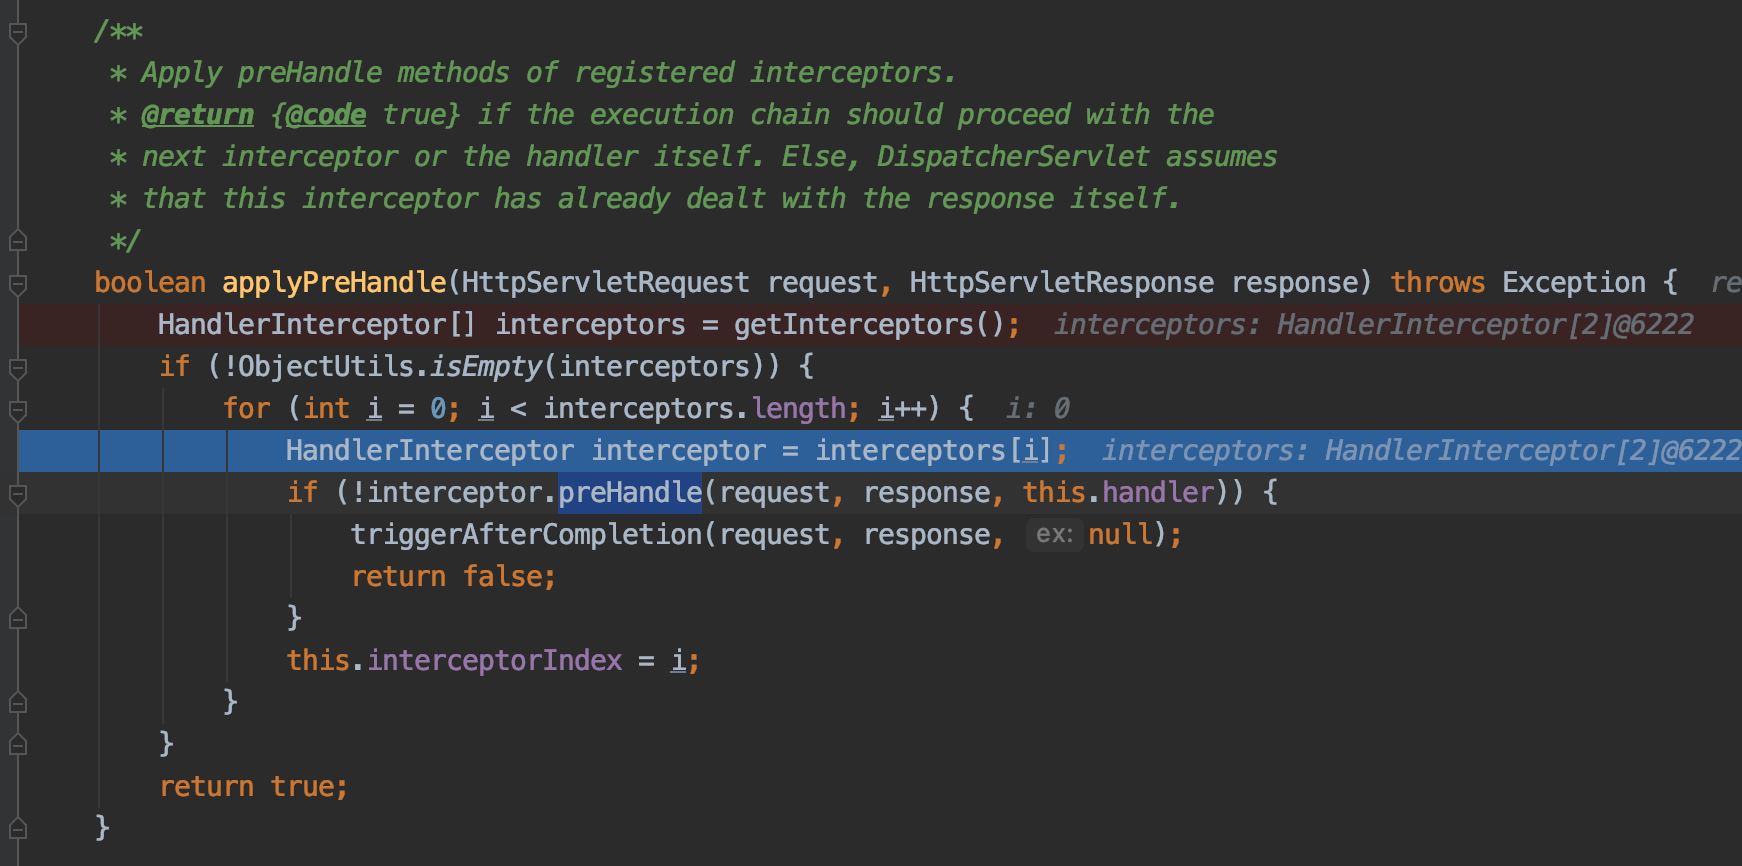 /**
 * Apply preHandle methods of registered interceptors.
 * @return {@code true} if the execution chain should proceed with the
 * next interceptor or the handler itself. Else, DispatcherServlet assumes
 * that this interceptor has already dealt with the response itself.
 */
boolean applyPreHandle(HttpServletRequest request, HttpServletResponse response) throws Exception {  re
    HandlerInterceptor[] interceptors = getInterceptors();  interceptors: HandlerInterceptor[2]@6222
    if (!ObjectUtils.isEmpty(interceptors)) {
        for (int i = 0; i < interceptors.length; i++) {  i: 0
            HandlerInterceptor interceptor = interceptors[i];  interceptors: HandlerInterceptor[2]@6222
            if (!interceptor.preHandle(request, response, this.handler)) {
                triggerAfterCompletion(request, response, ex: null);
                return false;
            }
            this.interceptorIndex = i;
        }
    }
    return true;
}